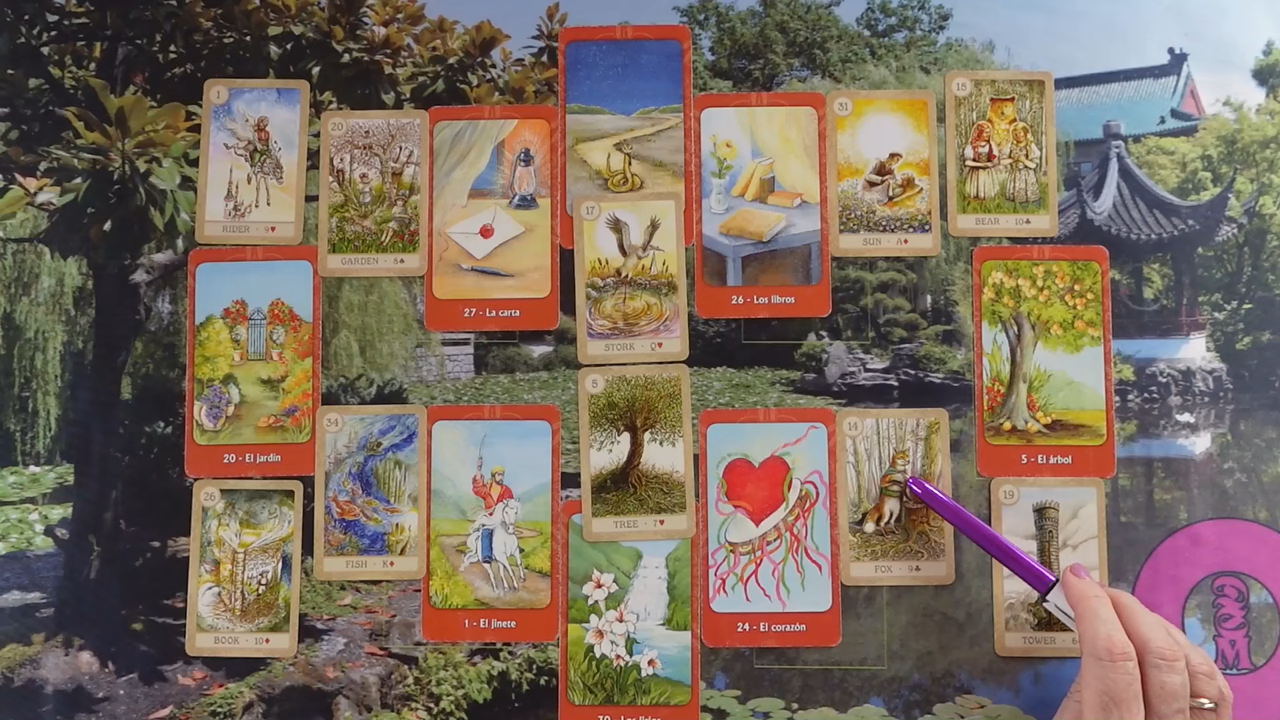 1
RIDER · 9♥
20
GARDEN · 8♠
27 - La carta
17
STORK · Q♥
26 - Los libros
31
SUN · A♦
15
BEAR · 10♣
20 - El jardín
5 - El árbol
26
BOOK · 10♦
34
FISH · K♦
1 - El jinete
5
TREE · 7♥
24 - El corazón
14
FOX · 9♣
19
TOWER · 6